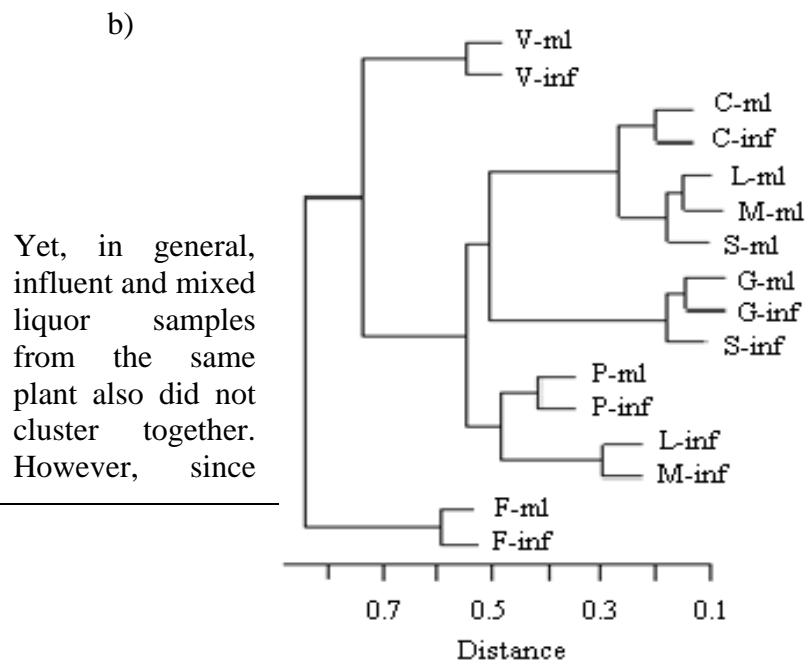 b)
Yet, in general,
influent and mixed
liquor samples
from the same
plant also did not
cluster together.
However, since
V-ml
V-inf
C-ml
C-inf
L-ml
M-ml
S-ml
G-ml
G-inf
S-inf
P-ml
P-inf
L-inf
M-inf
F-ml
F-inf
0.7 0.5 0.3 0.1
Distance